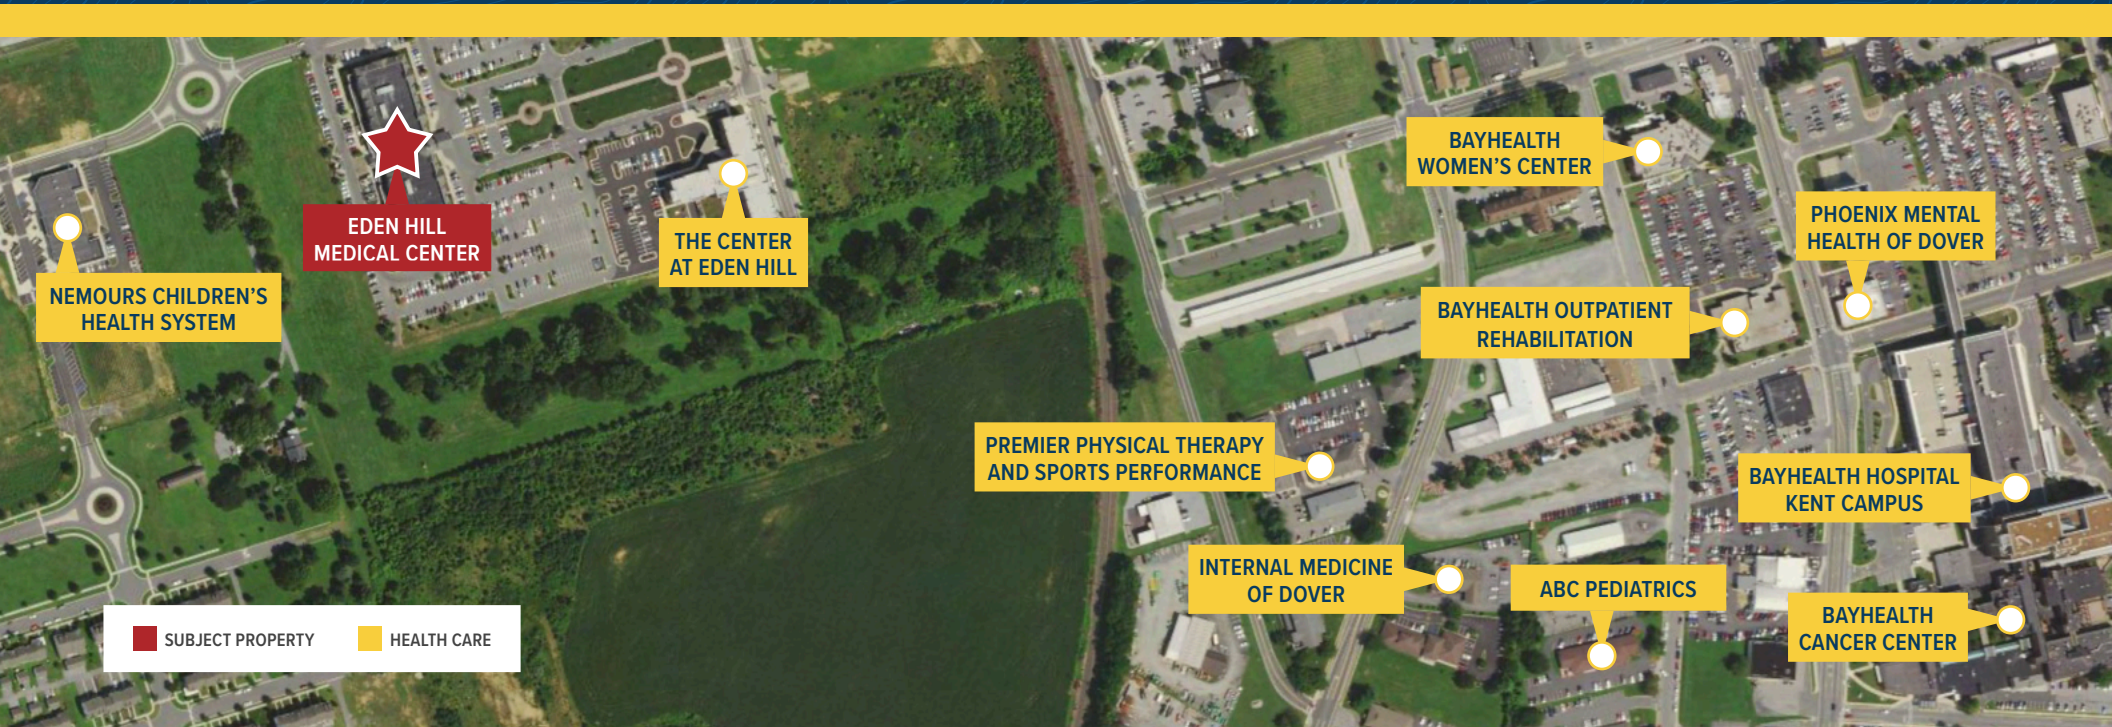 BAYHEALTH
WOMEN'S CENTER
EDEN HILL
MEDICAL CENTER
THE CENTER
AT EDEN HILL
PHOENIX MENTAL
HEALTH OF DOVER
NEMOURS CHILDREN'S
HEALTH SYSTEM
BAYHEALTH OUTPATIENT
REHABILITATION
PREMIER PHYSICAL THERAPY
AND SPORTS PERFORMANCE
BAYHEALTH HOSPITAL
KENT CAMPUS
INTERNAL MEDICINE
OF DOVER
ABC PEDIATRICS
BAYHEALTH
CANCER CENTER
SUBJECT PROPERTY
HEALTH CARE